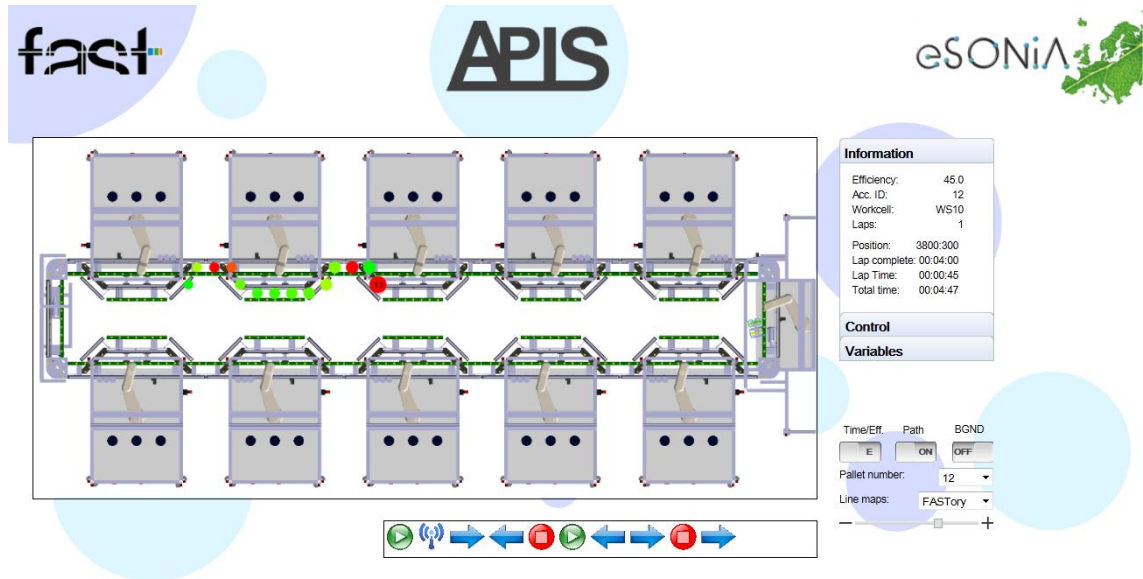 fast
APIS
eSONiA
Information
Efficiency: 45.0
Acc. ID: 12
Workcell: WS10
Laps: 1
Position: 3800:300
Lap complete: 00:04:00
Lap Time: 00:00:45
Total time: 00:04:47
12
Control
Variables
Time/Eff. Path BGND
E ON OFF
Pallet number: 12
Line maps: FASTory